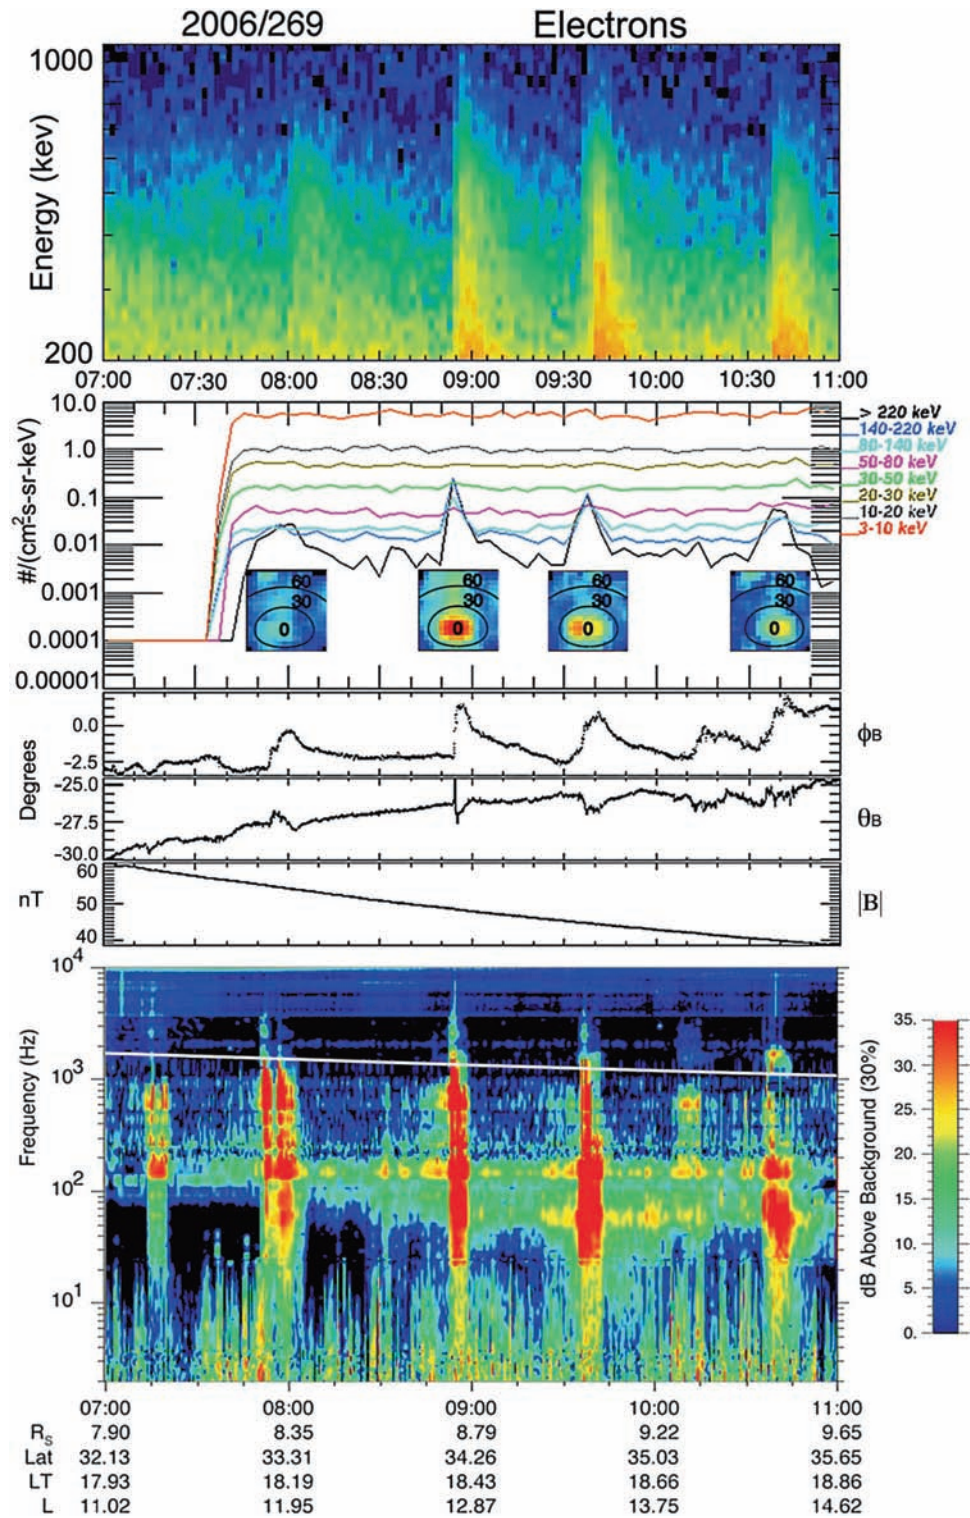 2006/269 Electrons
1000
Energy (kev)
200
07:00 07:30 08:00 08:30 09:00 09:30 10:00 10:30 11:00
10.0
1.0
0.1
0.01
0.001
0.0001
0.00001
#/(cm²s-sr-keV)
> 220 keV
140-220 keV
80-140 keV
50-80 keV
30-50 keV
20-30 keV
10-20 keV
3-10 keV
60 60 60 60
30 30 30 30
0 0 0 0
0.0
-2.5
ϕB
Degrees
-25.0
-27.5
-30.0
θB
nT
60
50
40
|B|
10⁴
10³
10²
10¹
Frequency (Hz)
35.
30.
25.
20.
15.
10.
5.
0.
dB Above Background (30%)
07:00 08:00 09:00 10:00 11:00
RS 7.90 8.35 8.79 9.22 9.65
Lat 32.13 33.31 34.26 35.03 35.65
LT 17.93 18.19 18.43 18.66 18.86
L 11.02 11.95 12.87 13.75 14.62